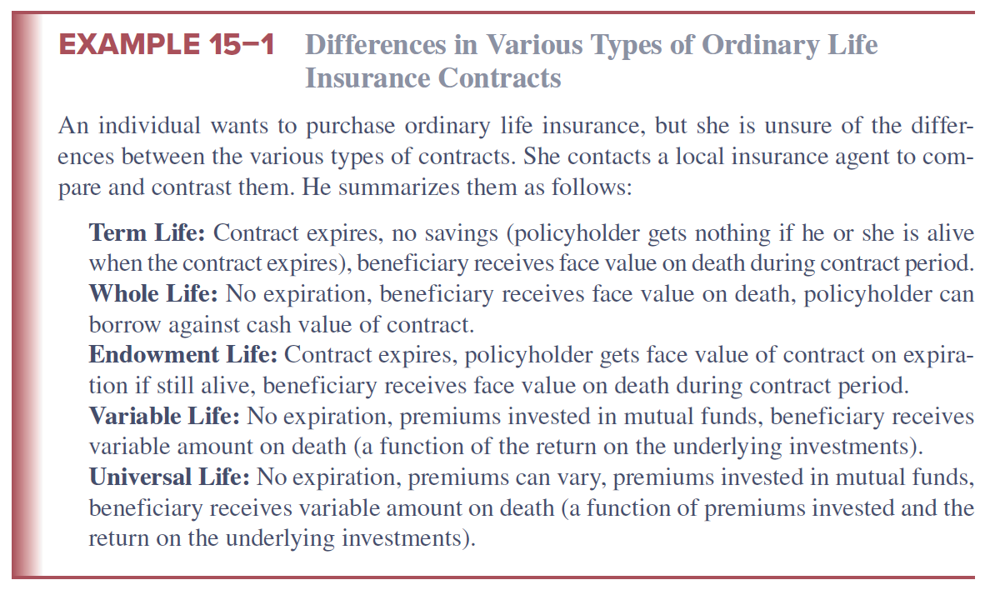 EXAMPLE 15–1 Differences in Various Types of Ordinary Life
Insurance Contracts
An individual wants to purchase ordinary life insurance, but she is unsure of the differ-
ences between the various types of contracts. She contacts a local insurance agent to com-
pare and contrast them. He summarizes them as follows:
Term Life: Contract expires, no savings (policyholder gets nothing if he or she is alive
when the contract expires), beneficiary receives face value on death during contract period.
Whole Life: No expiration, beneficiary receives face value on death, policyholder can
borrow against cash value of contract.
Endowment Life: Contract expires, policyholder gets face value of contract on expira-
tion if still alive, beneficiary receives face value on death during contract period.
Variable Life: No expiration, premiums invested in mutual funds, beneficiary receives
variable amount on death (a function of the return on the underlying investments).
Universal Life: No expiration, premiums can vary, premiums invested in mutual funds,
beneficiary receives variable amount on death (a function of premiums invested and the
return on the underlying investments).